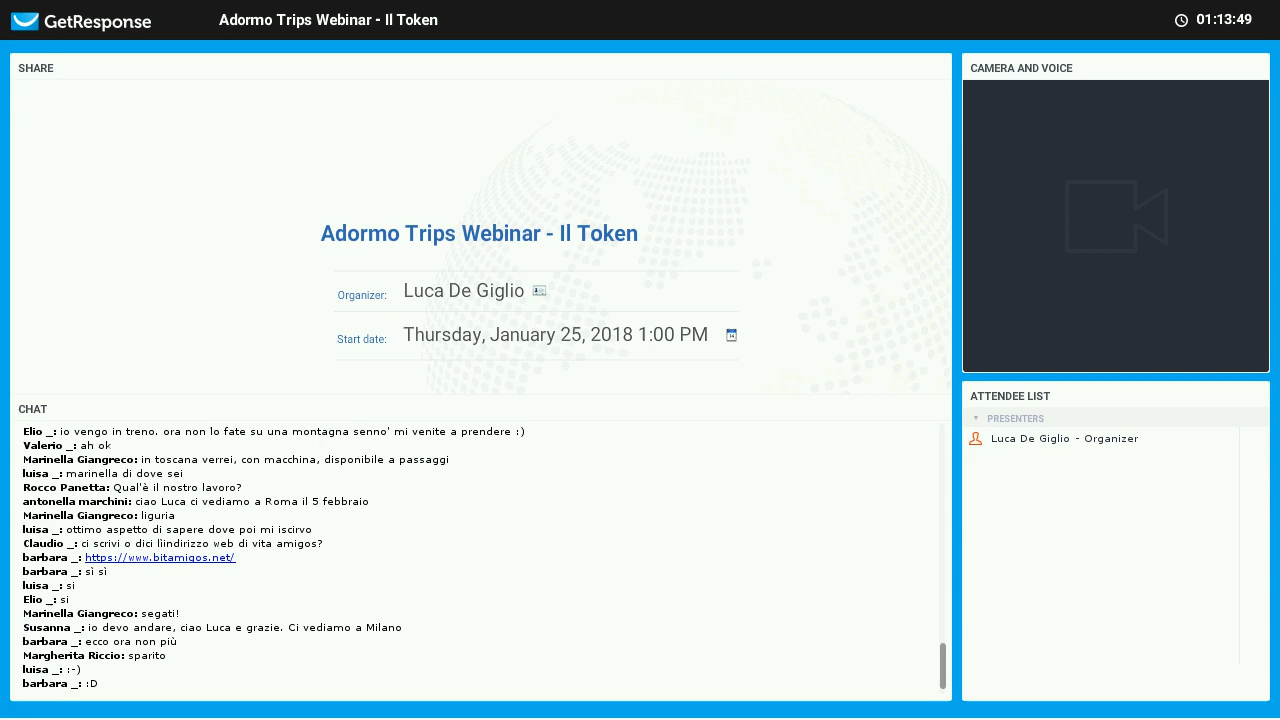 GetResponse
Adormo Trips Webinar - Il Token
01:13:49
SHARE
Adormo Trips Webinar - Il Token
Organizer: Luca De Giglio
Start date: Thursday, January 25, 2018 1:00 PM
CHAT
Elio _: io vengo in treno. ora non lo fate su una montagna senno' mi venite a prendere :)
Valerio _: ah ok
Marinella Giangreco: in toscana verrei, con macchina, disponibile a passaggi
luisa _: marinella di dove sei
Rocco Panetta: Qual'è il nostro lavoro?
antonella marchini: ciao Luca ci vediamo a Roma il 5 febbraio
Marinella Giangreco: liguria
luisa _: ottimo aspetto di sapere dove poi mi iscirvo
Claudio _: ci scrivi o dici lìindirizzo web di vita amigos?
barbara _: https://www.bitamigos.net/
barbara _: sì sì
luisa _: si
Elio _: si
Marinella Giangreco: segati!
Susanna _: io devo andare, ciao Luca e grazie. Ci vediamo a Milano
barbara _: ecco ora non più
Margherita Riccio: sparito
luisa _: :-)
barbara _: :D
CAMERA AND VOICE
ATTENDEE LIST
PRESENTERS
Luca De Giglio - Organizer